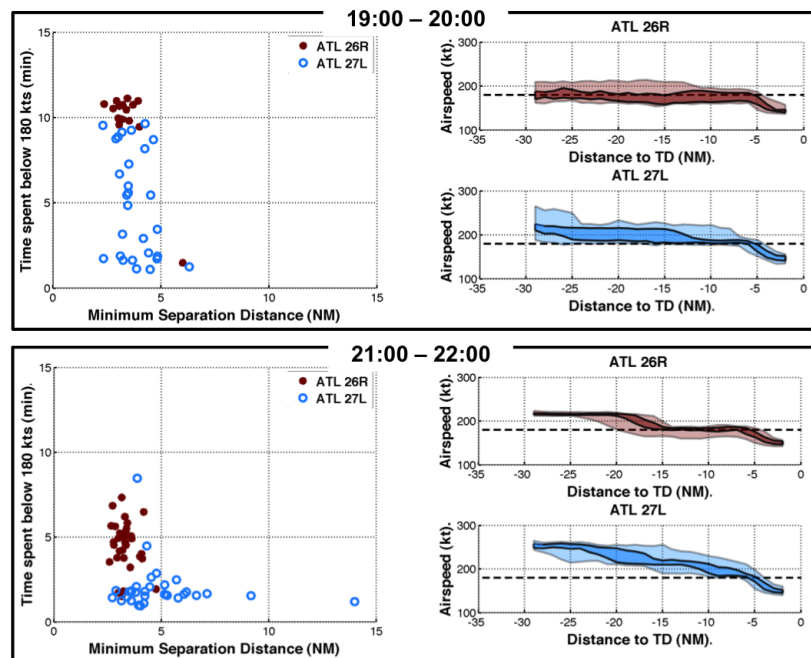 19:00 – 20:00
15
10
5
0
0
5
10
15
Time spent below 180 kts (min).
Minimum Separation Distance (NM)
ATL 26R
ATL 27L
ATL 26R
300
200
100
-35
-30
-25
-20
-15
-10
-5
0
Airspeed (kt).
Distance to TD (NM).
ATL 27L
300
200
100
-35
-30
-25
-20
-15
-10
-5
0
Airspeed (kt).
Distance to TD (NM).
21:00 – 22:00
15
10
5
0
0
5
10
15
Time spent below 180 kts (min).
Minimum Separation Distance (NM)
ATL 26R
ATL 27L
ATL 26R
300
200
100
-35
-30
-25
-20
-15
-10
-5
0
Airspeed (kt).
Distance to TD (NM).
ATL 27L
300
200
100
-35
-30
-25
-20
-15
-10
-5
0
Airspeed (kt).
Distance to TD (NM).